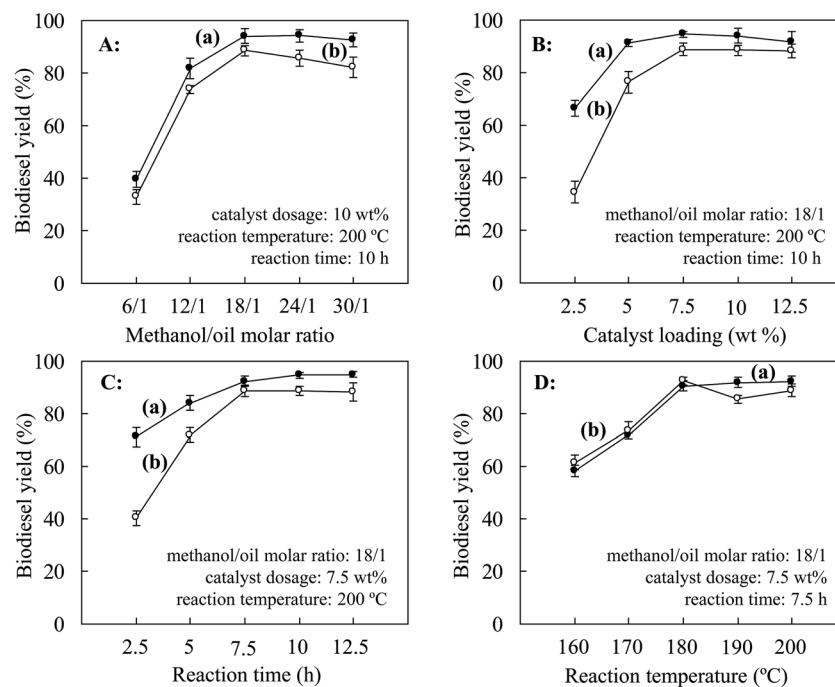 A:
(a)
(b)
Biodiesel yield (%)
100
80
60
40
20
0
catalyst dosage: 10 wt%
reaction temperature: 200 ºC
reaction time: 10 h
6/1 12/1 18/1 24/1 30/1
Methanol/oil molar ratio
B:
(a)
(b)
Biodiesel yield (%)
100
80
60
40
20
0
methanol/oil molar ratio: 18/1
reaction temperature: 200 ºC
reaction time: 10 h
2.5 5 7.5 10 12.5
Catalyst loading (wt %)
C:
(a)
(b)
Biodiesel yield (%)
100
80
60
40
20
0
methanol/oil molar ratio: 18/1
catalyst dosage: 7.5 wt%
reaction temperature: 200 ºC
2.5 5 7.5 10 12.5
Reaction time (h)
D:
(a)
(b)
Biodiesel yield (%)
100
80
60
40
20
0
methanol/oil molar ratio: 18/1
catalyst dosage: 7.5 wt%
reaction time: 7.5 h
160 170 180 190 200
Reaction temperature (ºC)